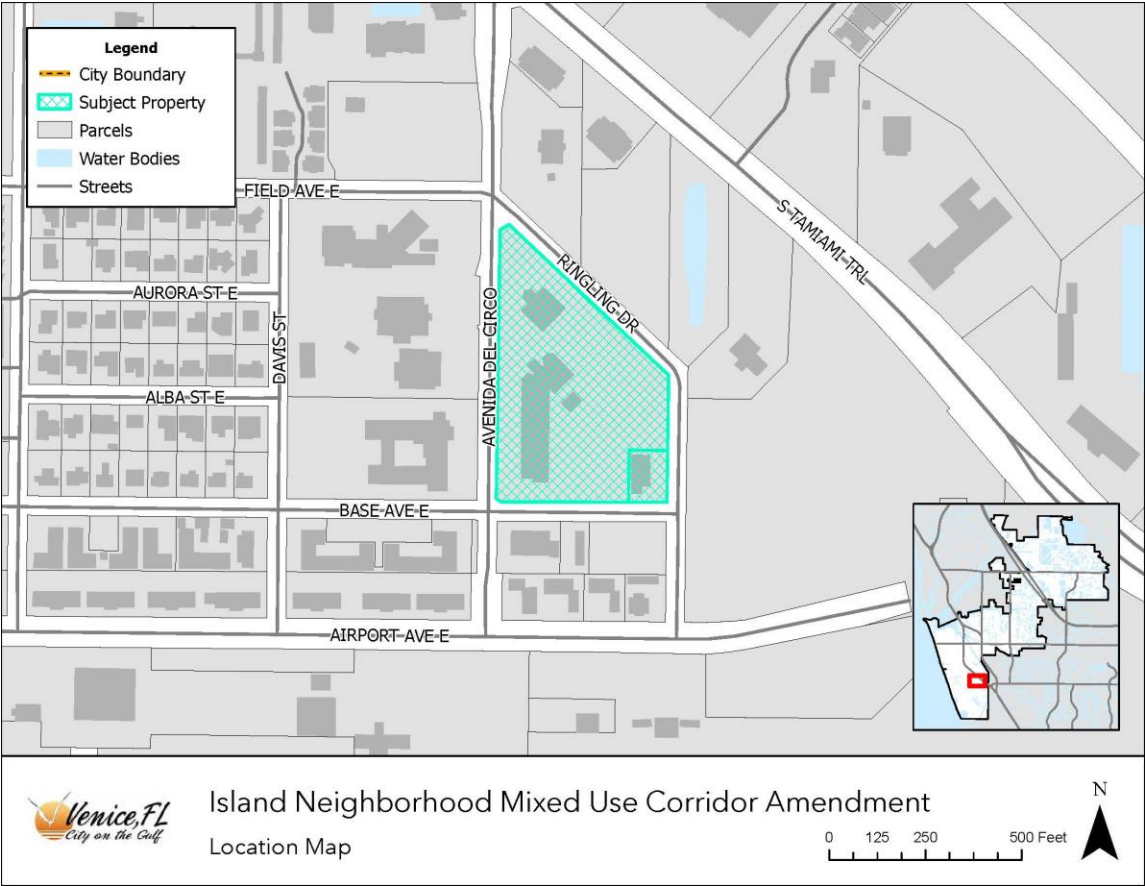 Legend
City Boundary
Subject Property
Parcels
Water Bodies
Streets
FIELD AVE E
S TAMIAMI TRL
RINGLING DR
AURORA ST E
AVENIDA DEL CIRCO
DAVIS ST
ALBA ST E
BASE AVE E
AIRPORT AVE E
Venice, FL
City on the Gulf
Island Neighborhood Mixed Use Corridor Amendment
Location Map
0 125 250 500 Feet
N